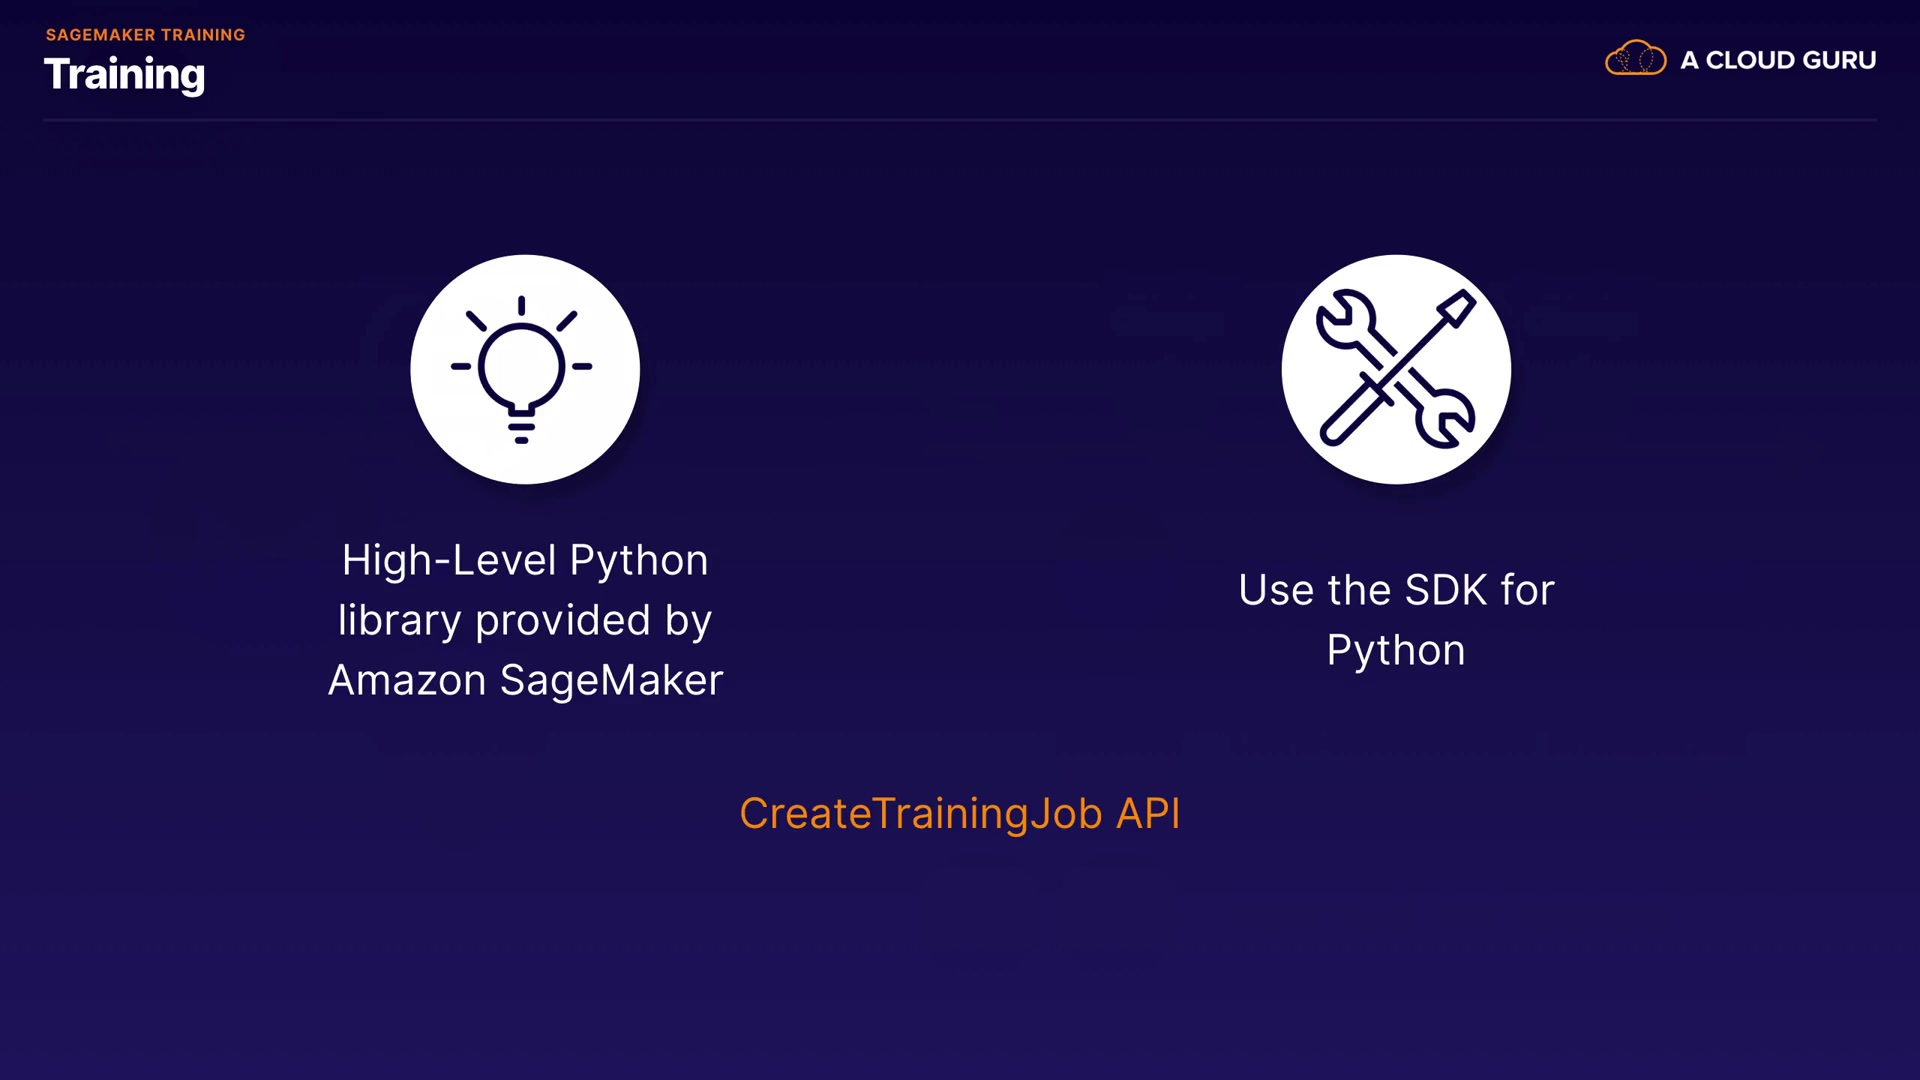 SAGEMAKER TRAINING
Training
A CLOUD GURU
High-Level Python
library provided by
Amazon SageMaker
Use the SDK for
Python
CreateTrainingJob API